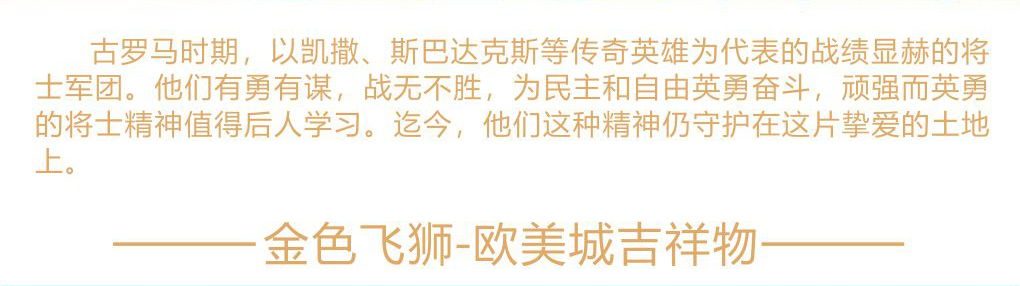 古罗马时期，以凯撒、斯巴达克斯等传奇英雄为代表的战绩显赫的将
士军团。他们有勇有谋，战无不胜，为民主和自由英勇奋斗，顽强而英勇
的将士精神值得后人学习。迄今，他们这种精神仍守护在这片挚爱的土地
上。
金色飞狮-欧美城吉祥物